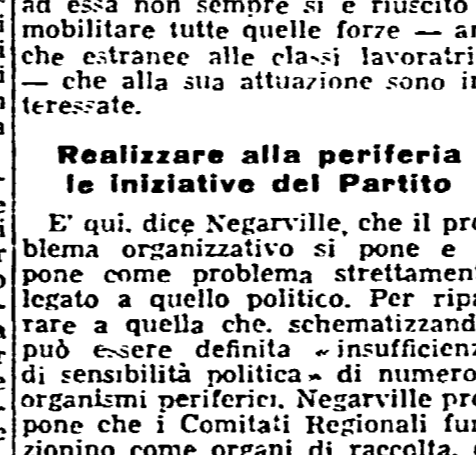 ad essa non sempre si è riuscito
mobilitare tutte quelle forze — an
che estranee alle classi lavoratri
— che alla sua attuazione sono in
teressate.
Realizzare alla periferia
le iniziative del Partito
E' qui, dice Negarville, che il pro
blema organizzativo si pone e
pone come problema strettament
legato a quello politico. Per ripa
rare a quella che, schematizzand
può essere definita « insufficienz
di sensibilità politica » di numero
organismi periferici, Negarville pro
pone che i Comitati Regionali fun
zionino come organi di raccolta,